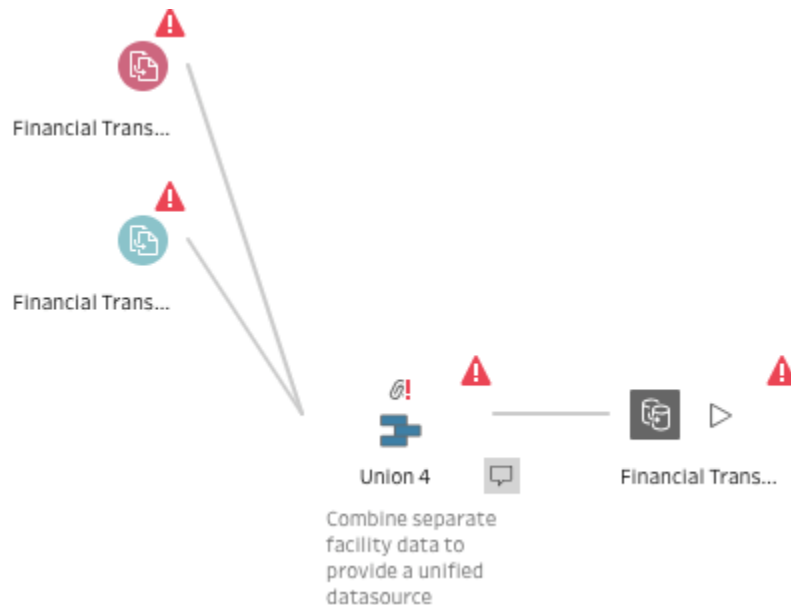 Financial Trans...
Financial Trans...
Union 4
Financial Trans...
Combine separate
facility data to
provide a unified
datasource